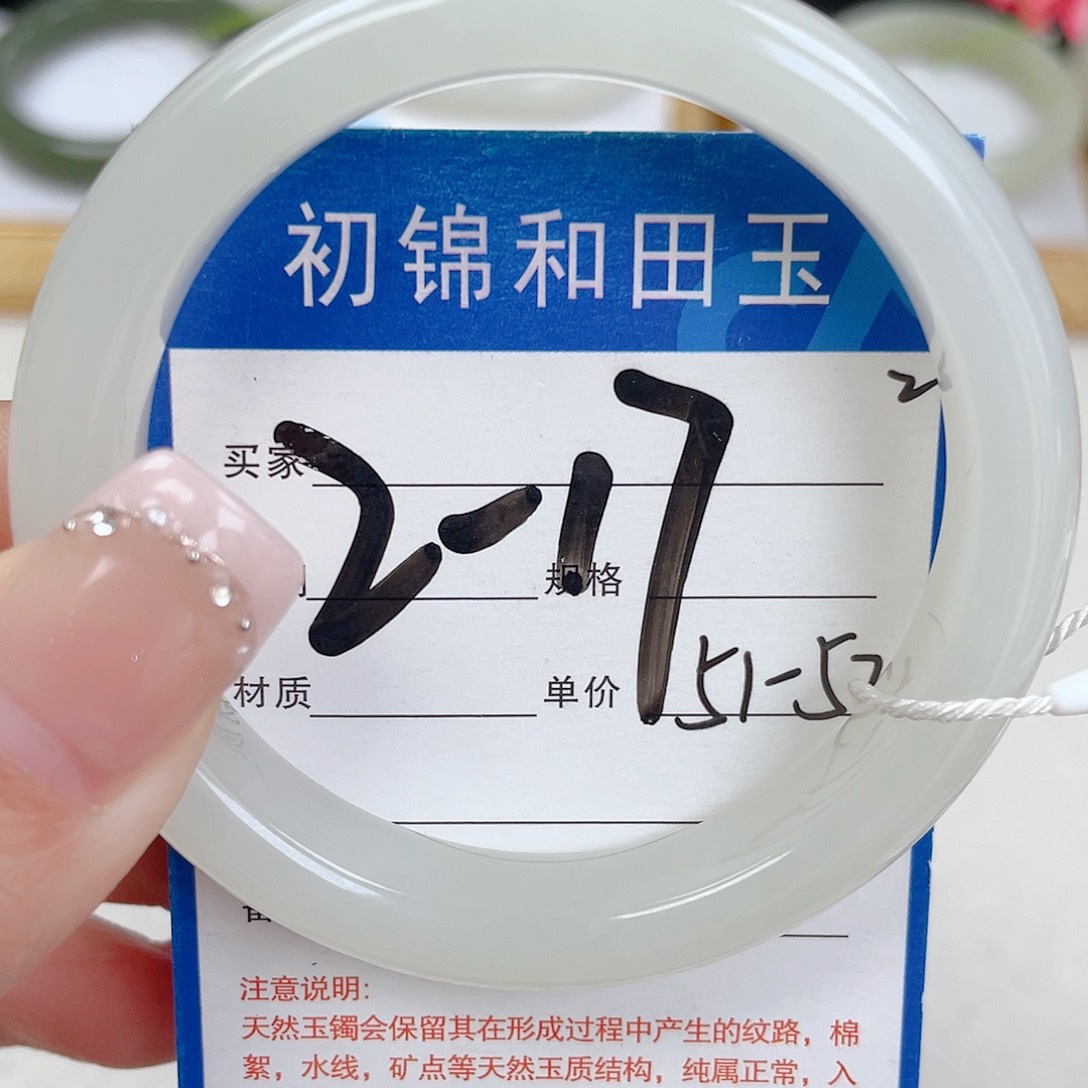 初锦和田玉
买家
2-17
规格
材质 单价 51-5
注意说明:
天然玉镯会保留其在形成过程中产生的纹路，棉
絮，水线，矿点等天然玉质结构，纯属正常，入